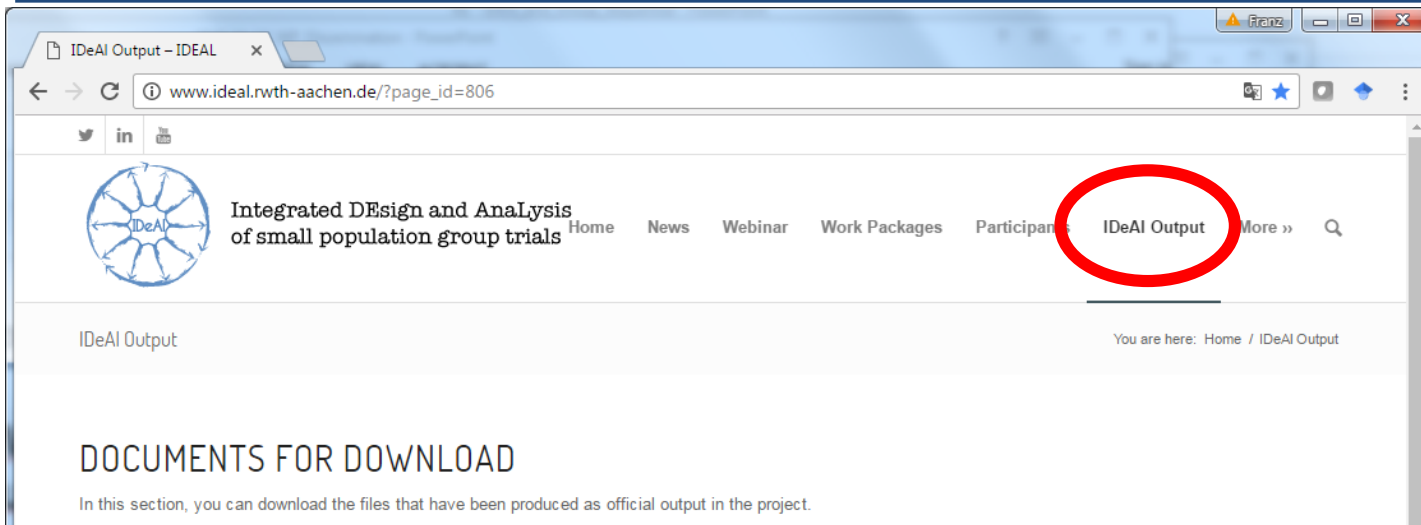 Franz
IDeAl Output – IDEAL
www.ideal.rwth-aachen.de/?page_id=806
in You Tube
IDeAl
Integrated DEsign and AnaLysis
of small population group trials
Home News Webinar Work Packages Participants IDeAl Output More »
IDeAl Output
You are here: Home / IDeAl Output
DOCUMENTS FOR DOWNLOAD
In this section, you can download the files that have been produced as official output in the project.